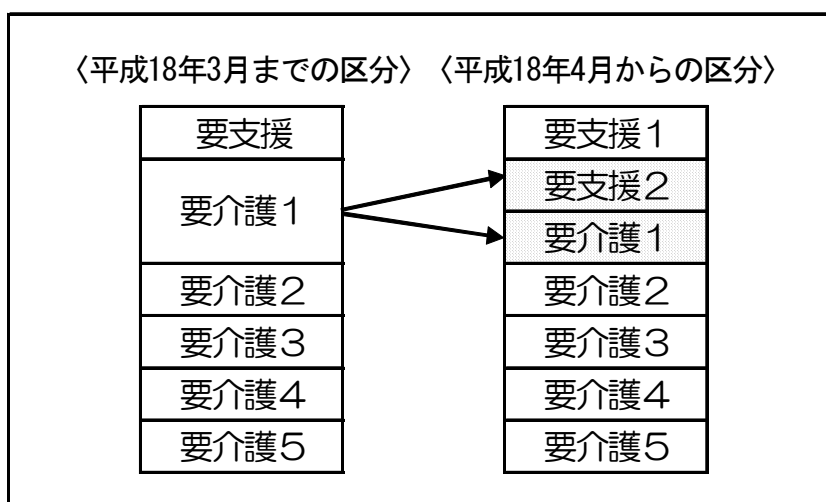 〈平成18年3月までの区分〉
要支援
要介護１
要介護２
要介護３
要介護４
要介護５
〈平成18年4月からの区分〉
要支援１
要支援２
要介護１
要介護２
要介護３
要介護４
要介護５